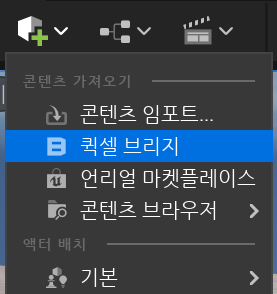 콘텐츠 가져오기
콘텐츠 임포트...
퀵셀 브리지
언리얼 마켓플레이스
콘텐츠 브라우저
액터 배치
기본